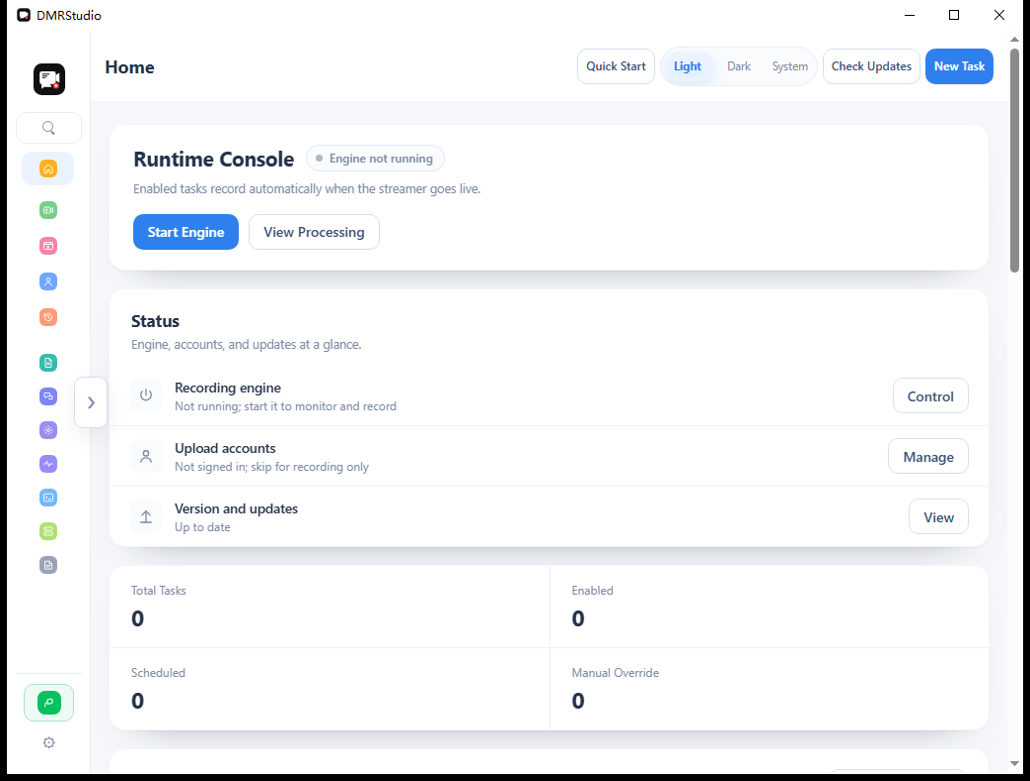 DMRStudio
Home
Quick Start
Light
Dark
System
Check Updates
New Task
Runtime Console
Engine not running
Enabled tasks record automatically when the streamer goes live.
Start Engine
View Processing
Status
Engine, accounts, and updates at a glance.
Recording engine
Not running; start it to monitor and record
Control
Upload accounts
Not signed in; skip for recording only
Manage
Version and updates
Up to date
View
Total Tasks
0
Enabled
0
Scheduled
0
Manual Override
0